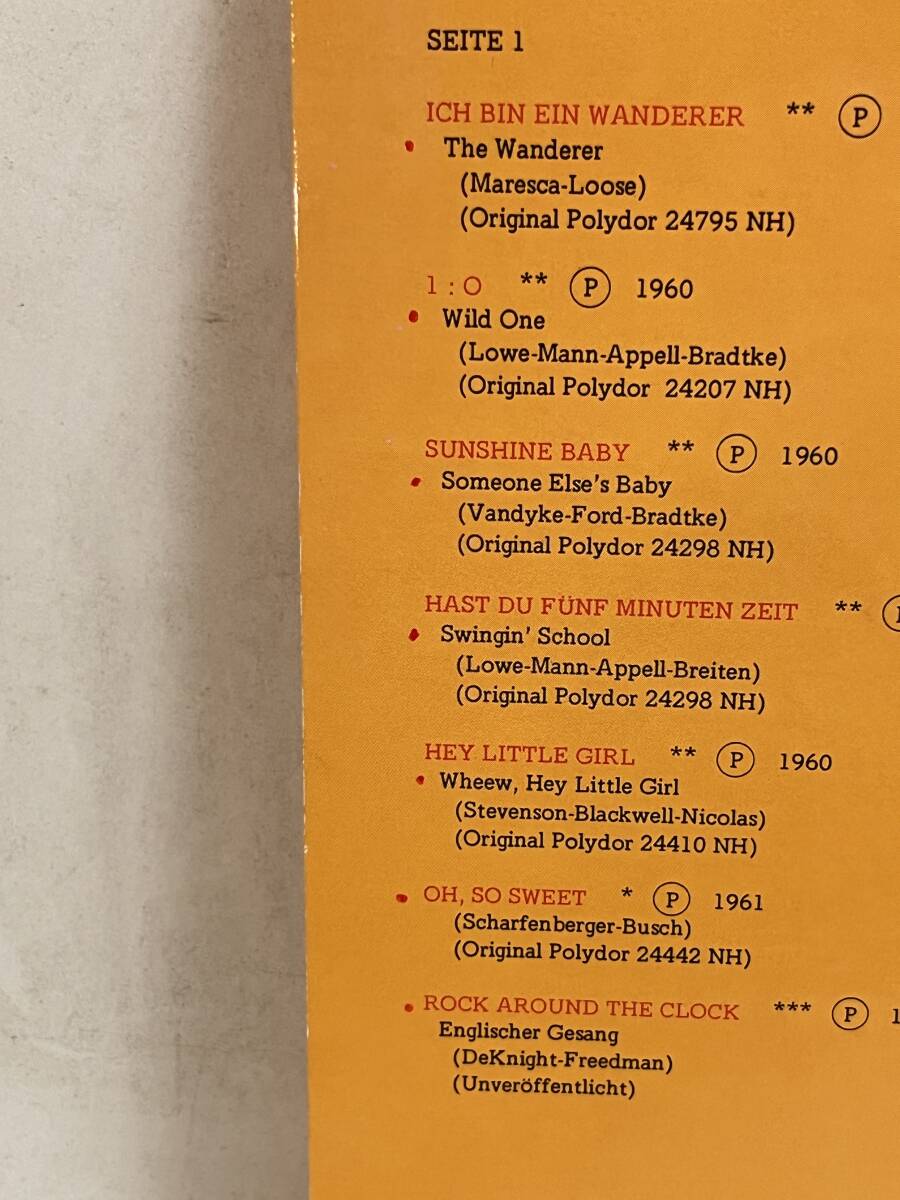 SEITE 1
ICH BIN EIN WANDERER ** Ⓟ
• The Wanderer
(Maresca-Loose)
(Original Polydor 24795 NH)
1 : O ** Ⓟ 1960
• Wild One
(Lowe-Mann-Appell-Bradtke)
(Original Polydor 24207 NH)
SUNSHINE BABY ** Ⓟ 1960
• Someone Else's Baby
(Vandyke-Ford-Bradtke)
(Original Polydor 24298 NH)
HAST DU FÜNF MINUTEN ZEIT ** Ⓟ
• Swingin' School
(Lowe-Mann-Appell-Breiten)
(Original Polydor 24298 NH)
HEY LITTLE GIRL ** Ⓟ 1960
• Wheew, Hey Little Girl
(Stevenson-Blackwell-Nicolas)
(Original Polydor 24410 NH)
• OH, SO SWEET * Ⓟ 1961
(Scharfenberger-Busch)
(Original Polydor 24442 NH)
• ROCK AROUND THE CLOCK *** Ⓟ 1
Englischer Gesang
(DeKnight-Freedman)
(Unveröffentlicht)